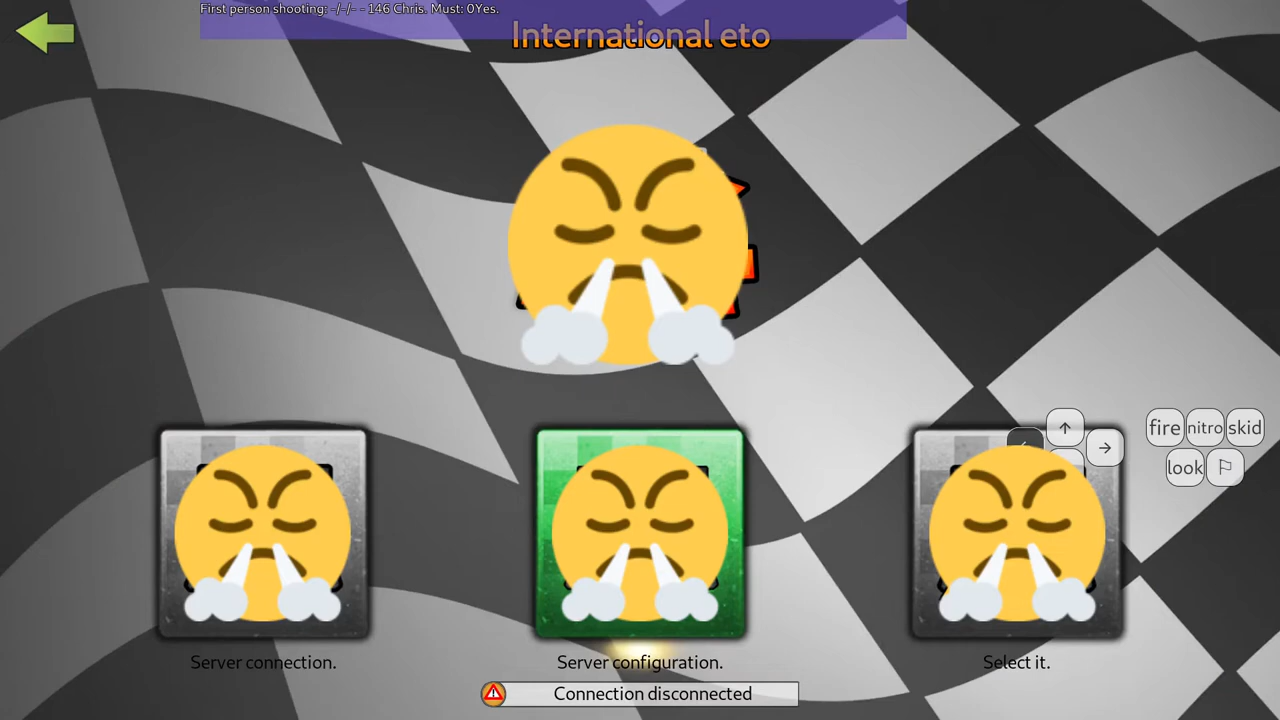 First person shooting: -/-/- - 146 Chris. Must: 0Yes.
International eto
fire nitro skid
look
Server connection.
Server configuration.
Select it.
Connection disconnected